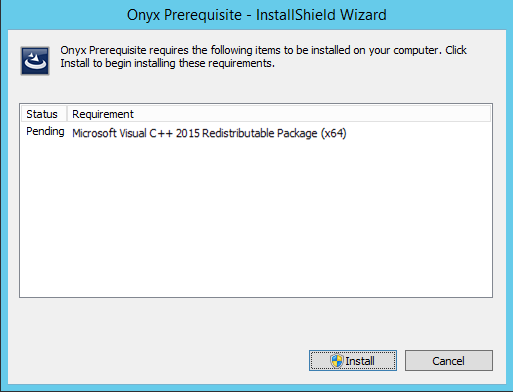 Onyx Prerequisite - InstallShield Wizard
Onyx Prerequisite requires the following items to be installed on your computer. Click
Install to begin installing these requirements.
Status Requirement
Pending Microsoft Visual C++ 2015 Redistributable Package (x64)
Install Cancel